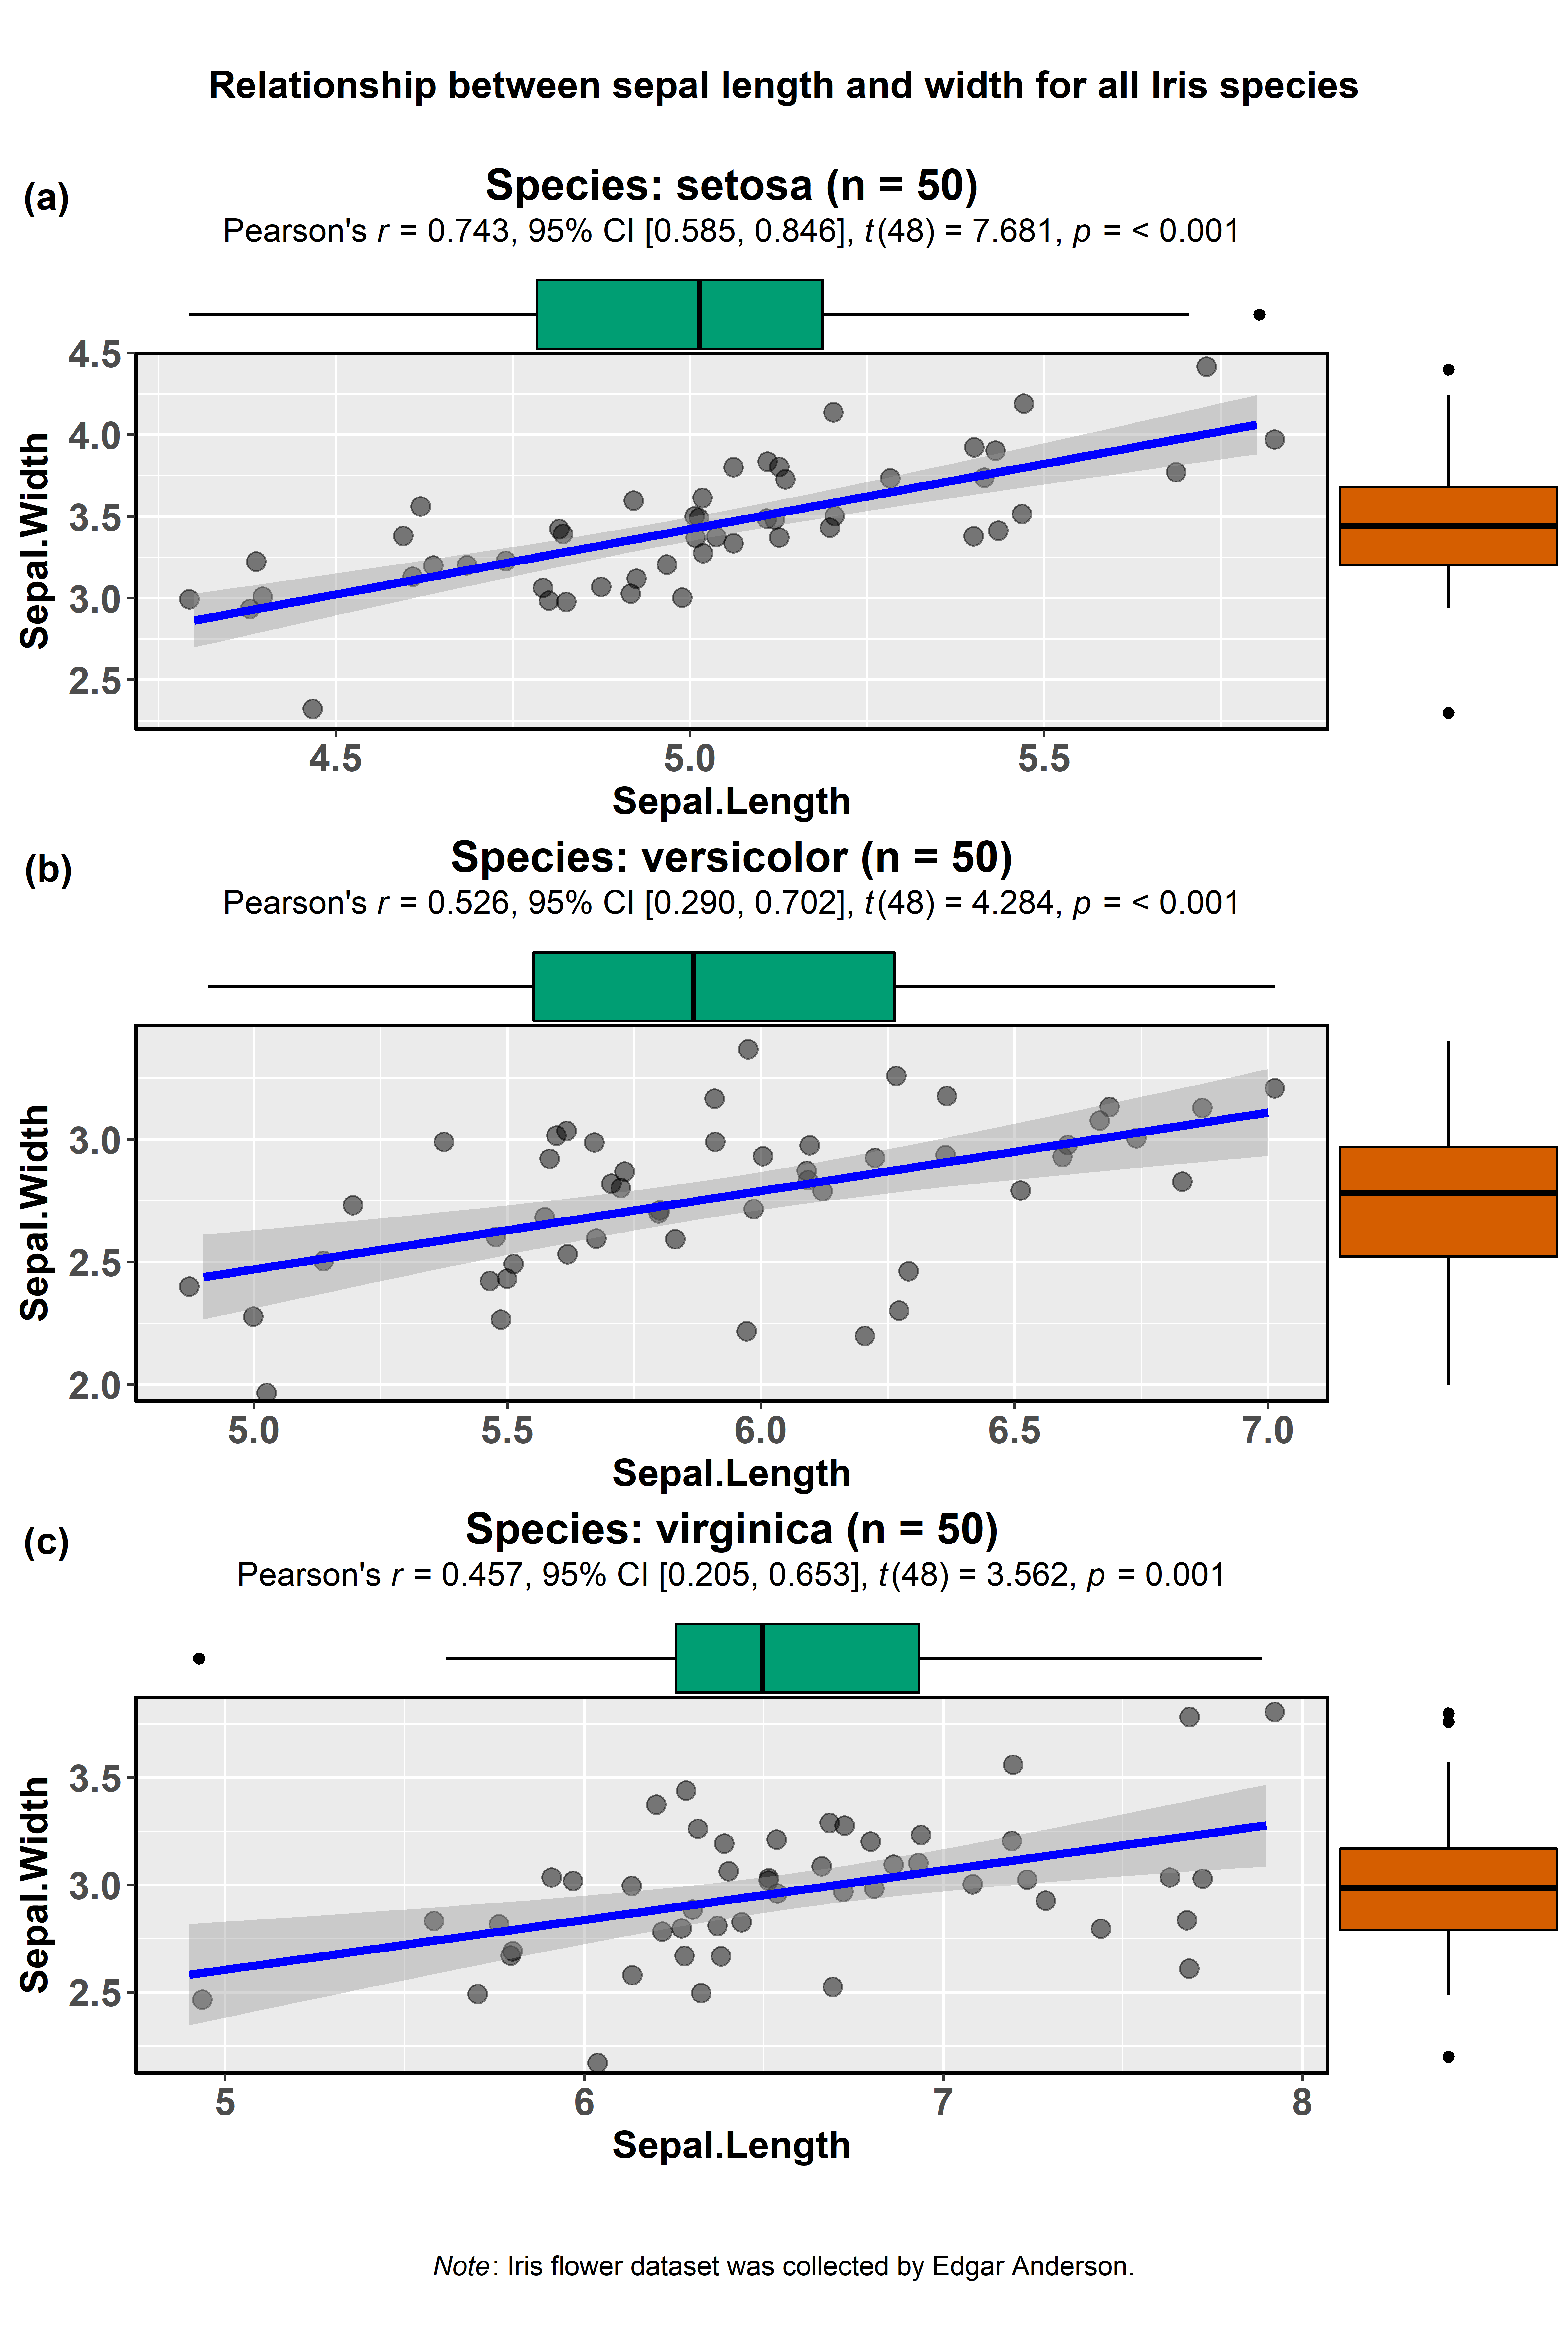 Relationship between sepal length and width for all Iris species
(a)
Species: setosa (n = 50)
Pearson's r = 0.743, 95% CI [0.585, 0.846], t(48) = 7.681, p = < 0.001
4.5
4.0
3.5
3.0
2.5
Sepal.Width
4.5 5.0 5.5
Sepal.Length
(b)
Species: versicolor (n = 50)
Pearson's r = 0.526, 95% CI [0.290, 0.702], t(48) = 4.284, p = < 0.001
3.0
2.5
2.0
Sepal.Width
5.0 5.5 6.0 6.5 7.0
Sepal.Length
(c)
Species: virginica (n = 50)
Pearson's r = 0.457, 95% CI [0.205, 0.653], t(48) = 3.562, p = 0.001
3.5
3.0
2.5
Sepal.Width
5 6 7 8
Sepal.Length
Note: Iris flower dataset was collected by Edgar Anderson.